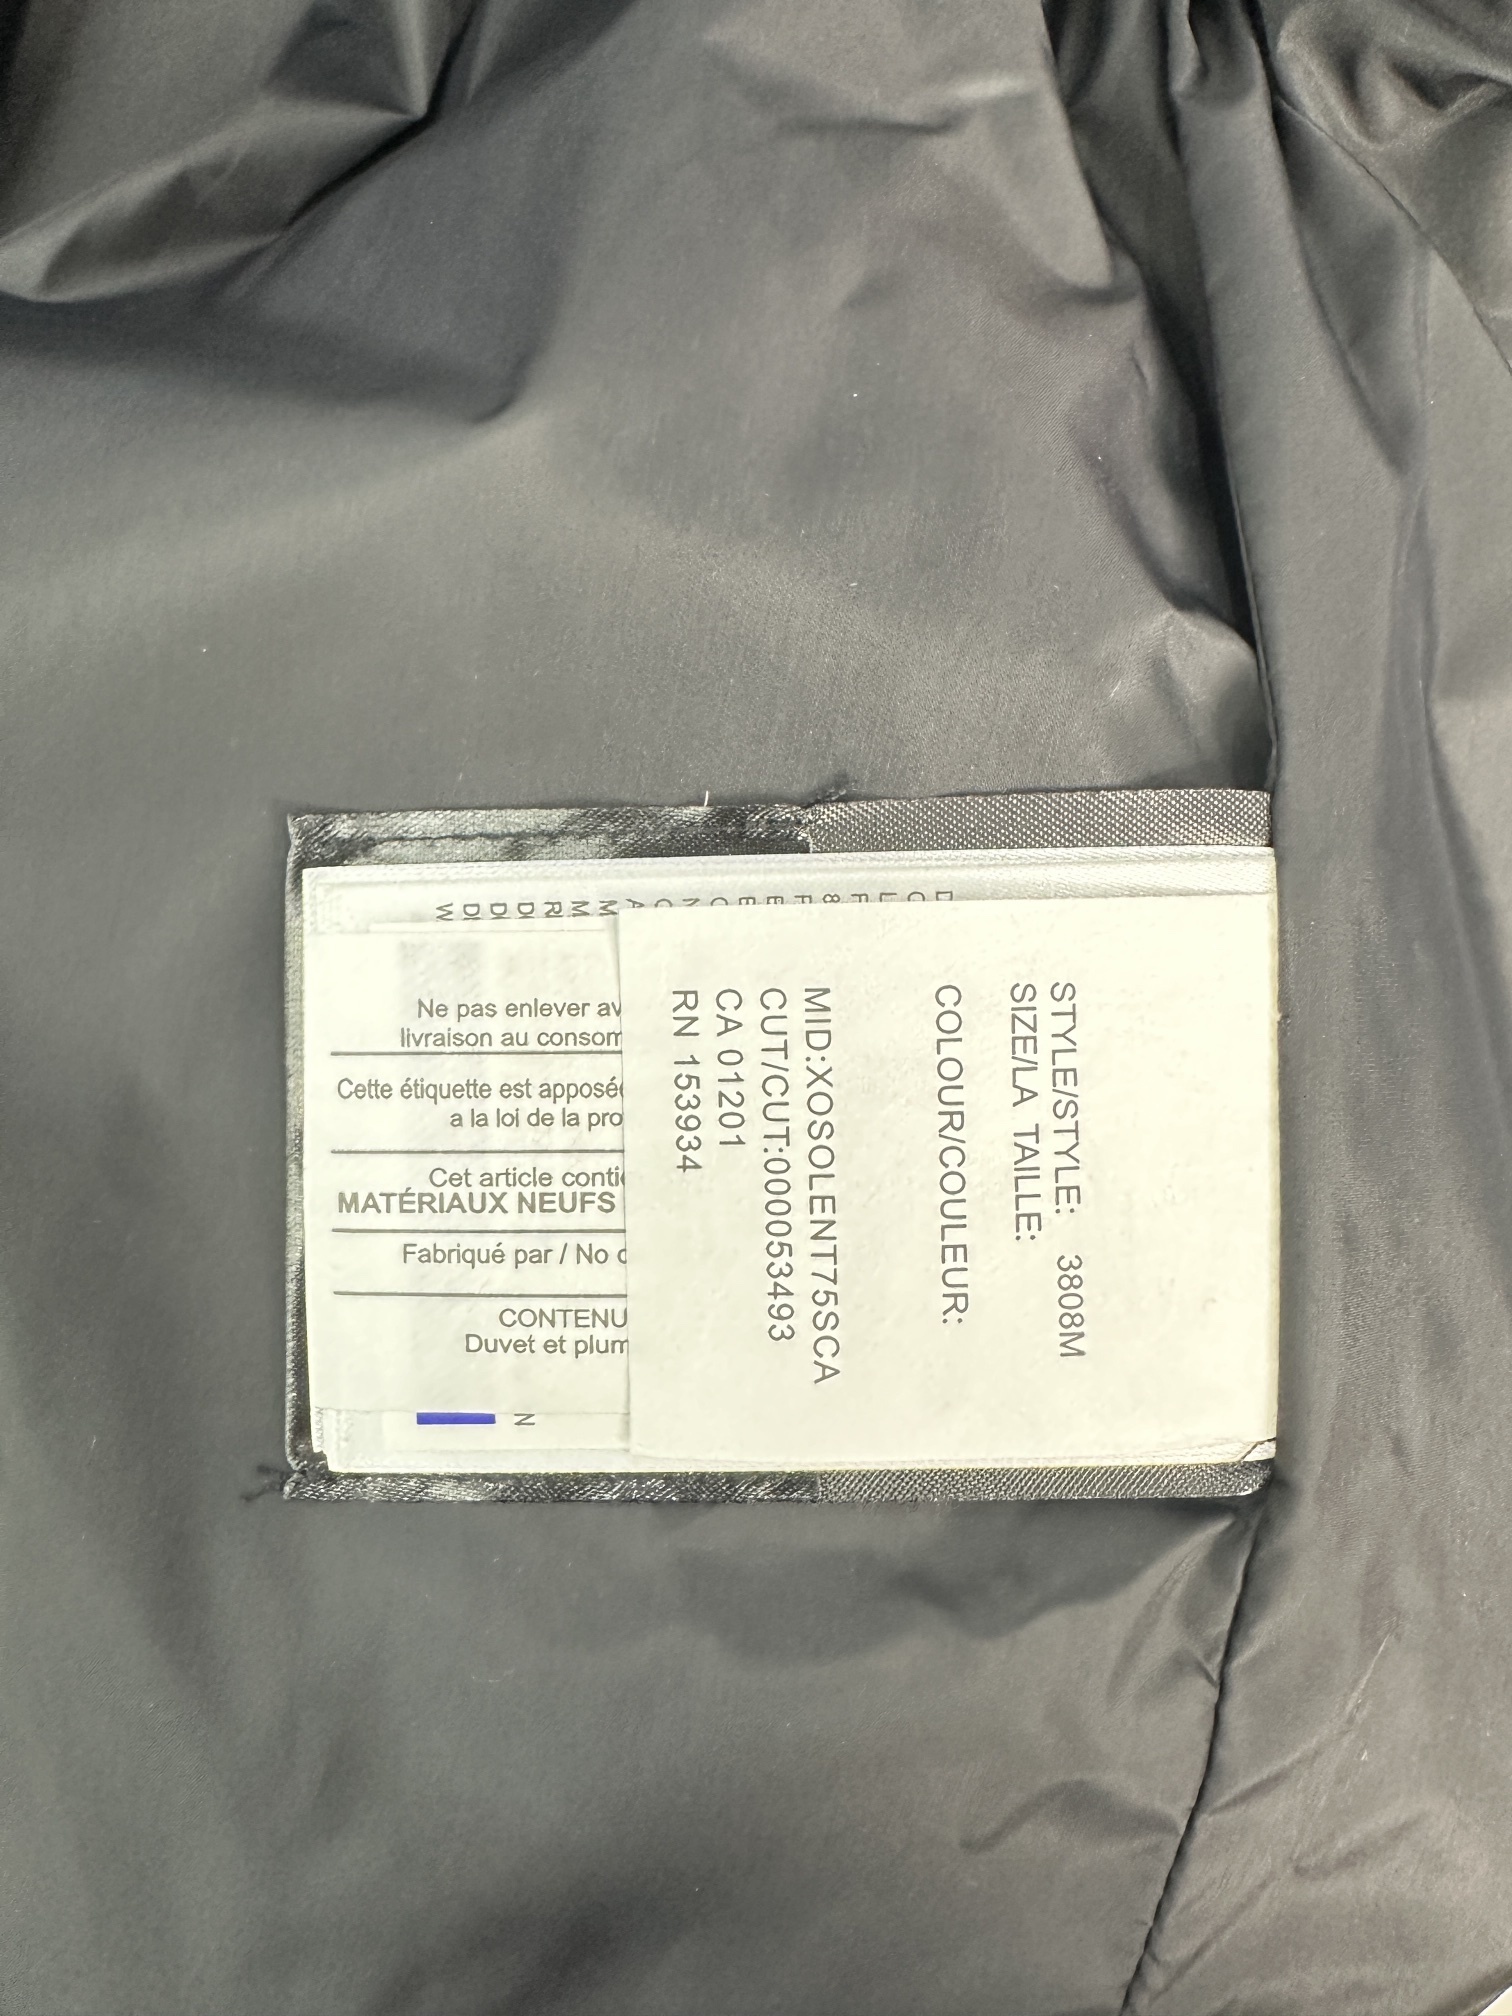 STYLE/STYLE: 3808M
SIZE/LA TAILLE:
COLOUR/COULEUR:
MID:XOSOLENT75SCA
CUT/CUT:000053493
CA 01201
RN 153934
Ne pas enlever av
livraison au consom
Cette étiquette est apposée
a la loi de la pro
Cet article conti
MATÉRIAUX NEUFS
Fabriqué par / No d
CONTENU
Duvet et plum
N